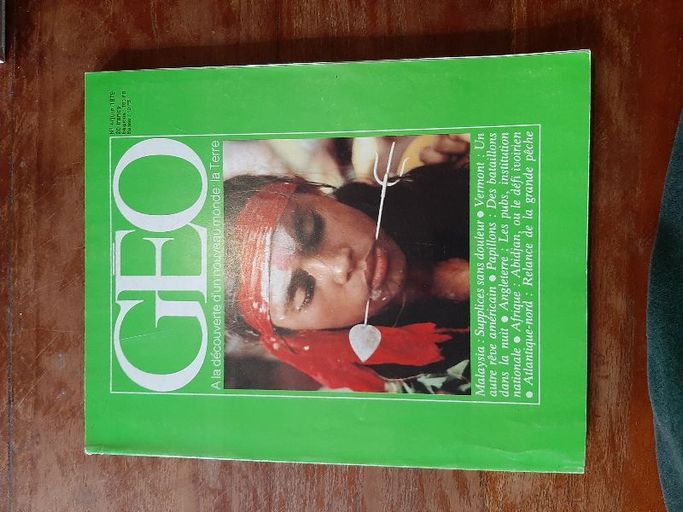 GEO
A la découverte d'un nouveau monde : la Terre
Malaysia : Supplices sans douleur ● Vermont : Un
autre rêve américain ● Papillons : Des bataillons
dans la nuit ● Angleterre : Les pubs, institution
nationale ● Afrique : Abidjan, ou le défi ivoirien
● Atlantique-nord : Relance de la grande pêche